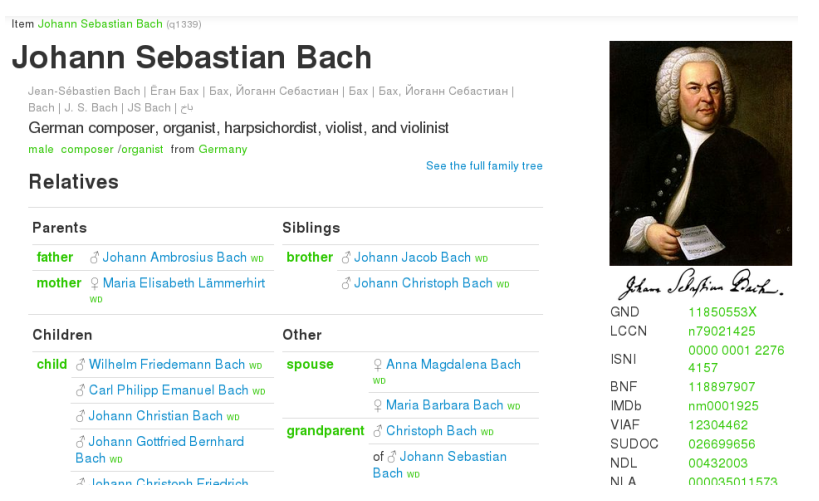 Item Johann Sebastian Bach (q1339)
Johann Sebastian Bach
Jean-Sébastien Bach | Ёган Бах | Бах, Йоганн Себастиан | Бах | Бах, Йоганн Себастиан |
Bach | J. S. Bach | JS Bach | باخ
German composer, organist, harpsichordist, violist, and violinist
male composer /organist from Germany
See the full family tree
Relatives
Parents
father ♂ Johann Ambrosius Bach WD
mother ♀ Maria Elisabeth Lämmerhirt
WD
Siblings
brother ♂ Johann Jacob Bach WD
♂ Johann Christoph Bach WD
Children
child ♂ Wilhelm Friedemann Bach WD
♂ Carl Philipp Emanuel Bach WD
♂ Johann Christian Bach WD
♂ Johann Gottfried Bernhard
Bach WD
♂ Johann Christoph Friedrich
Other
spouse ♀ Anna Magdalena Bach
WD
♀ Maria Barbara Bach WD
grandparent ♂ Christoph Bach WD
of ♂ Johann Sebastian
Bach WD
Johann Sebastian Bach.
GND 11850553X
LCCN n79021425
ISNI 0000 0001 2276
4157
BNF 118897907
IMDb nm0001925
VIAF 12304462
SUDOC 026699656
NDL 00432003
NLA 000035011573